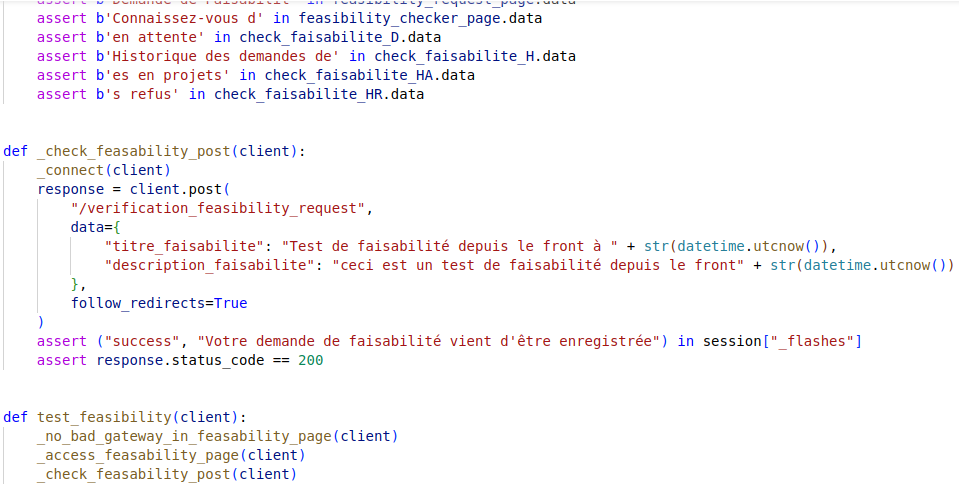 assert b'Demande de faisabilit' in feasibility_request_page.data
assert b'Connaissez-vous d' in feasibility_checker_page.data
assert b'en attente' in check_faisabilite_D.data
assert b'Historique des demandes de' in check_faisabilite_H.data
assert b'es en projets' in check_faisabilite_HA.data
assert b's refus' in check_faisabilite_HR.data
def _check_feasability_post(client):
_connect(client)
response = client.post(
"/verification_feasibility_request",
data={
"titre_faisabilite": "Test de faisabilité depuis le front à " + str(datetime.utcnow()),
"description_faisabilite": "ceci est un test de faisabilité depuis le front" + str(datetime.utcnow())
},
follow_redirects=True
)
assert ("success", "Votre demande de faisabilité vient d'être enregistrée") in session["_flashes"]
assert response.status_code == 200
def test_feasibility(client):
_no_bad_gateway_in_feasability_page(client)
_access_feasability_page(client)
_check_feasability_post(client)